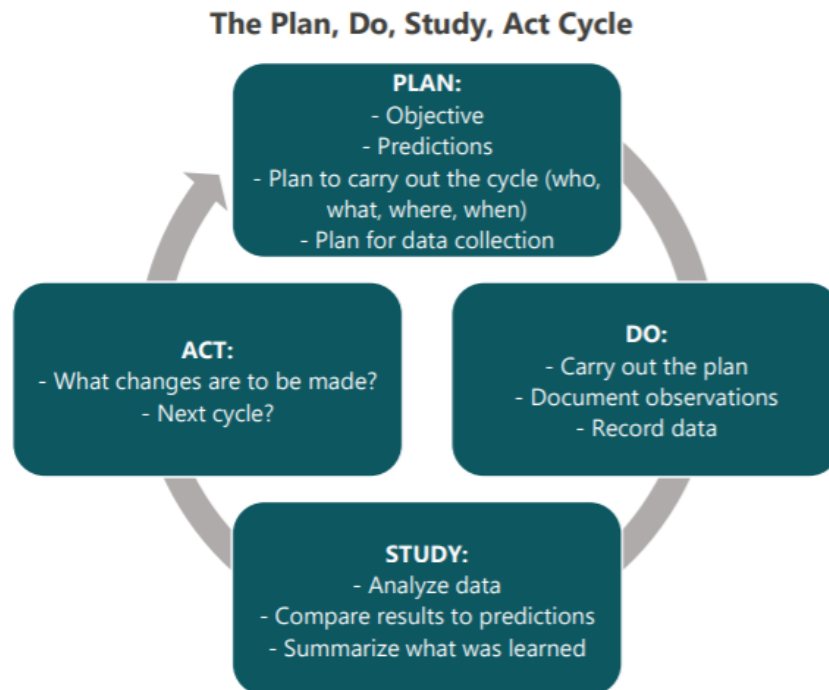 The Plan, Do, Study, Act Cycle
PLAN:
- Objective
- Predictions
- Plan to carry out the cycle (who,
what, where, when)
- Plan for data collection
DO:
- Carry out the plan
- Document observations
- Record data
STUDY:
- Analyze data
- Compare results to predictions
- Summarize what was learned
ACT:
- What changes are to be made?
- Next cycle?